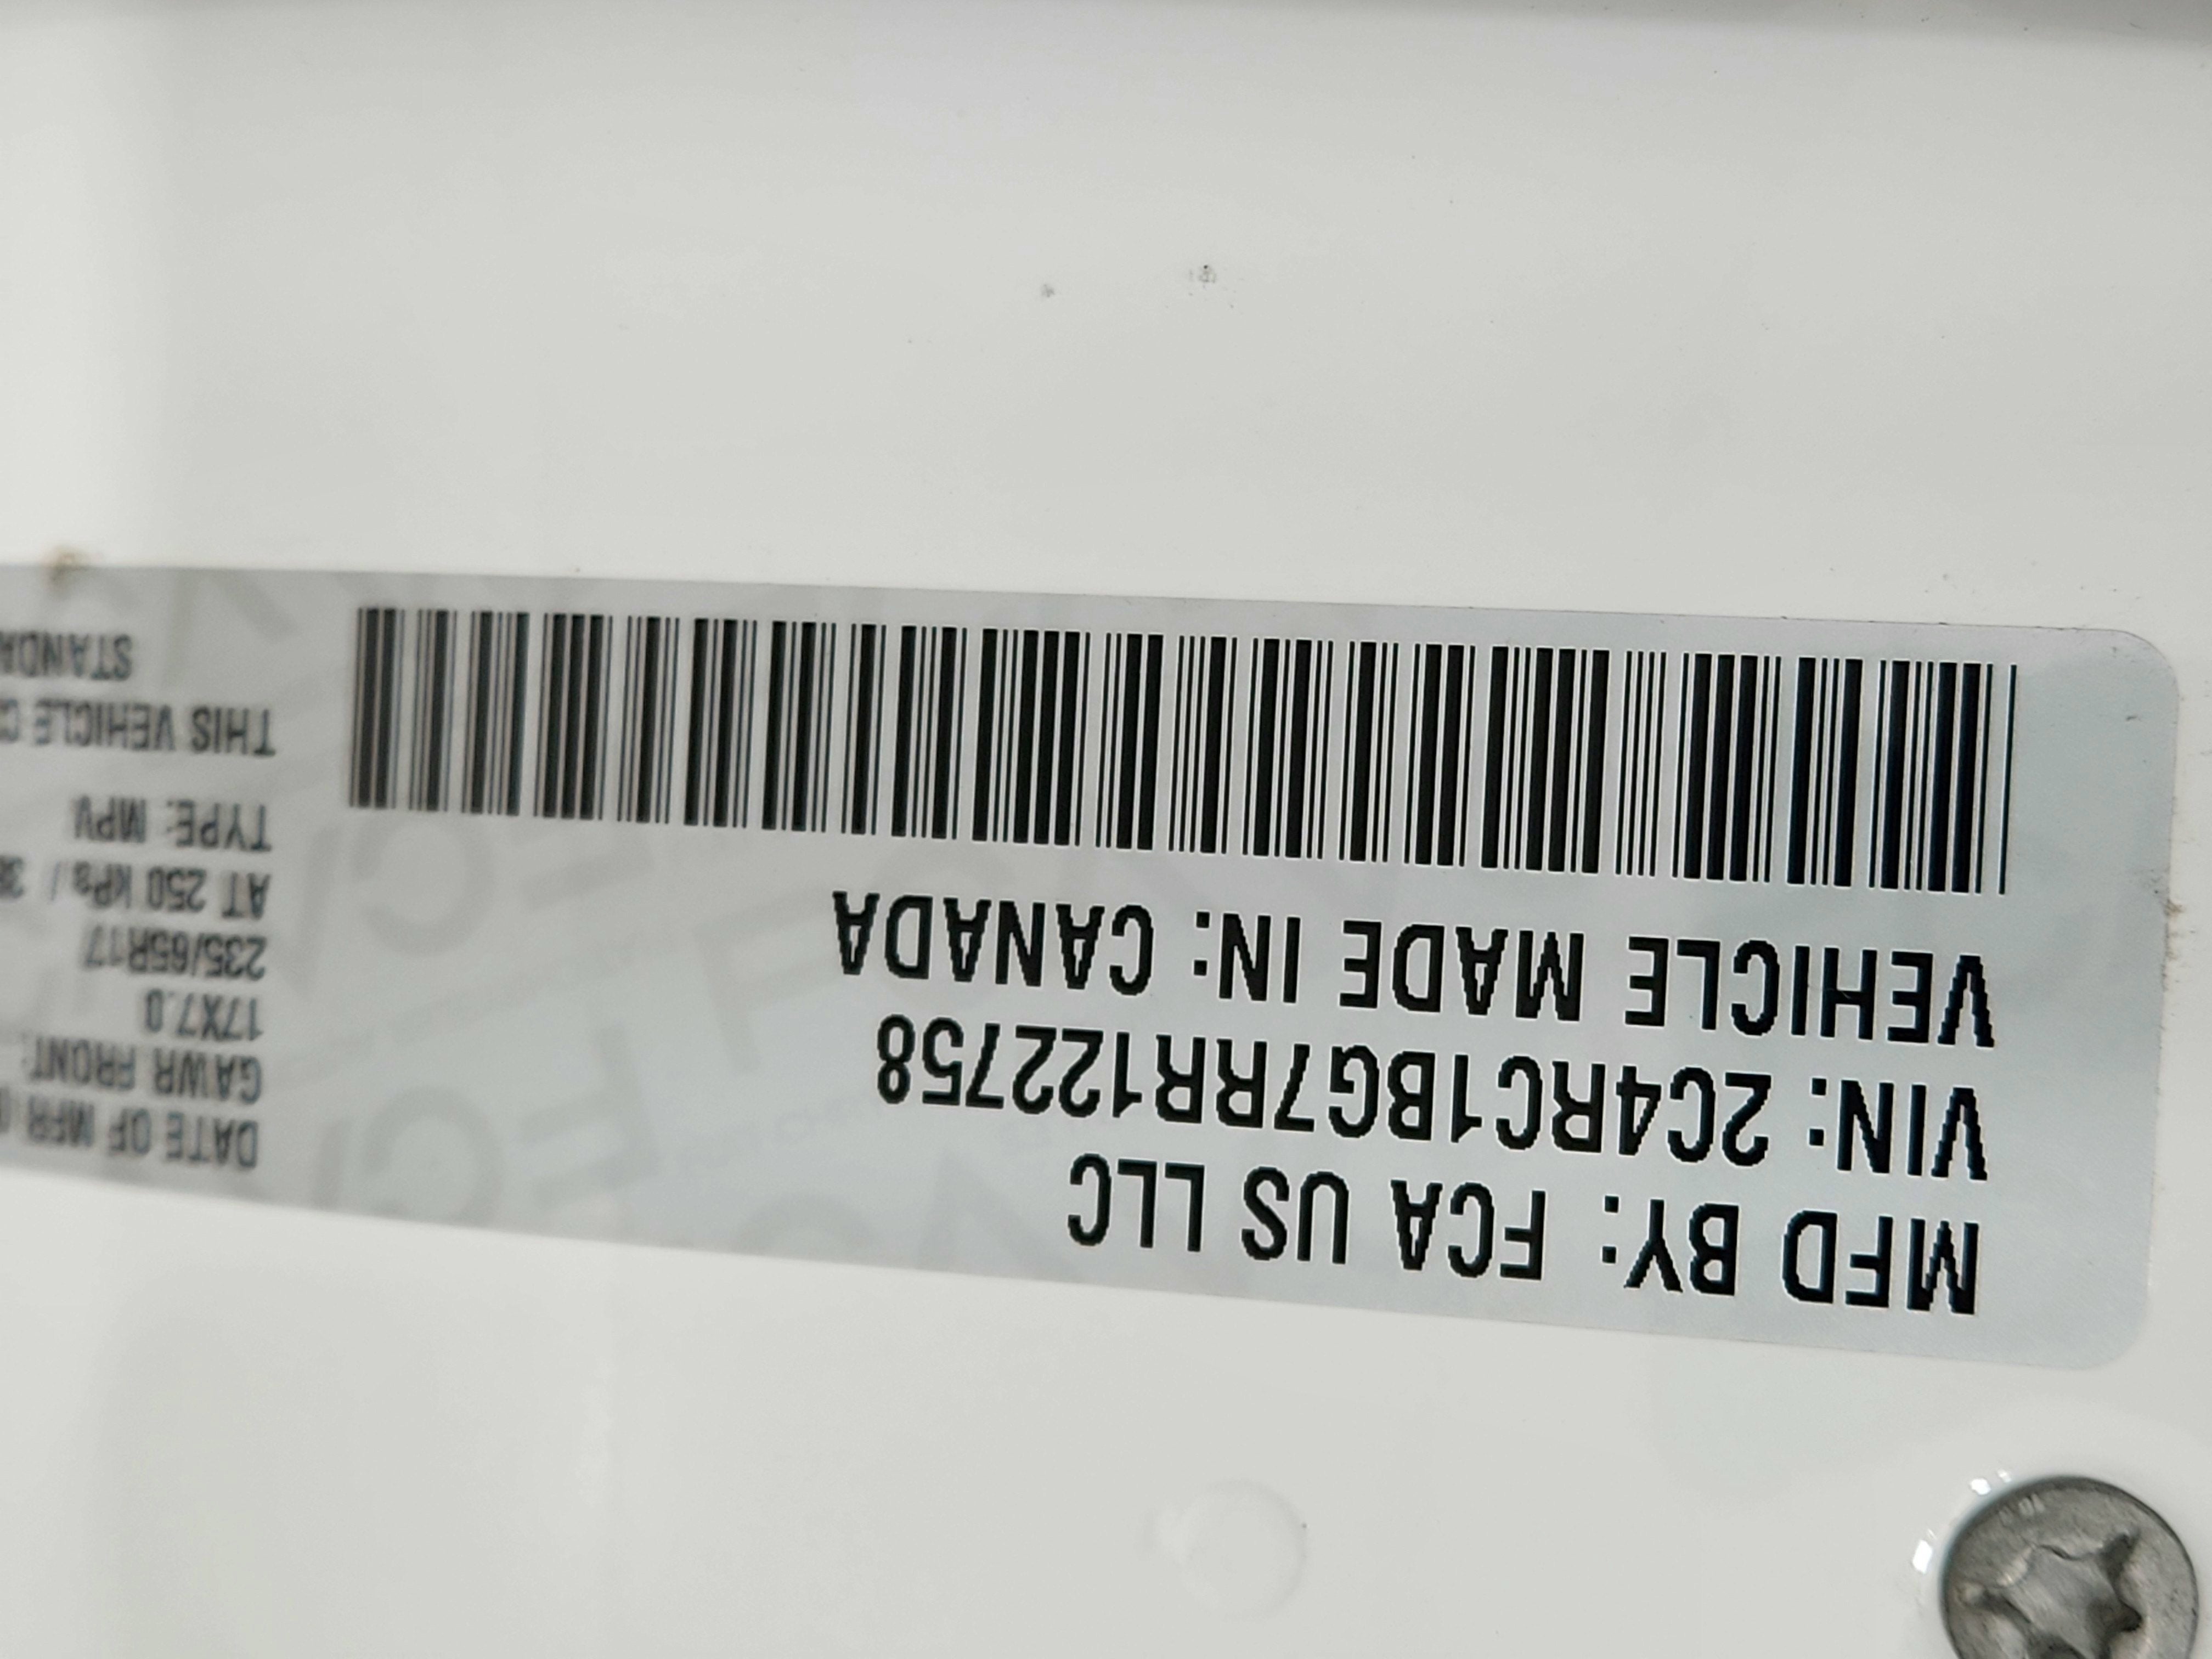 MFD BY: FCA US LLC
VIN: 2C4RC1BG7RR122758
VEHICLE MADE IN: CANADA
DATE OF MFR
GAWR FRONT:
17X7.0
235/65R17
AT 250 kPa /
TYPE: MPV
THIS VEHICLE